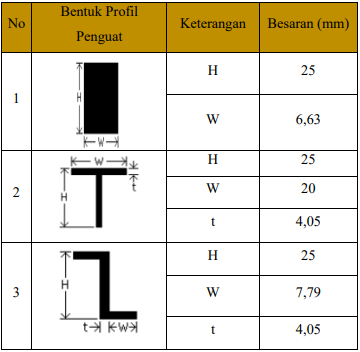 No Bentuk Profil Penguat Keterangan Besaran (mm)
1 H W H 25
W 6,63
2 W H t H 25
W 20
t 4,05
3 H t W H 25
W 7,79
t 4,05